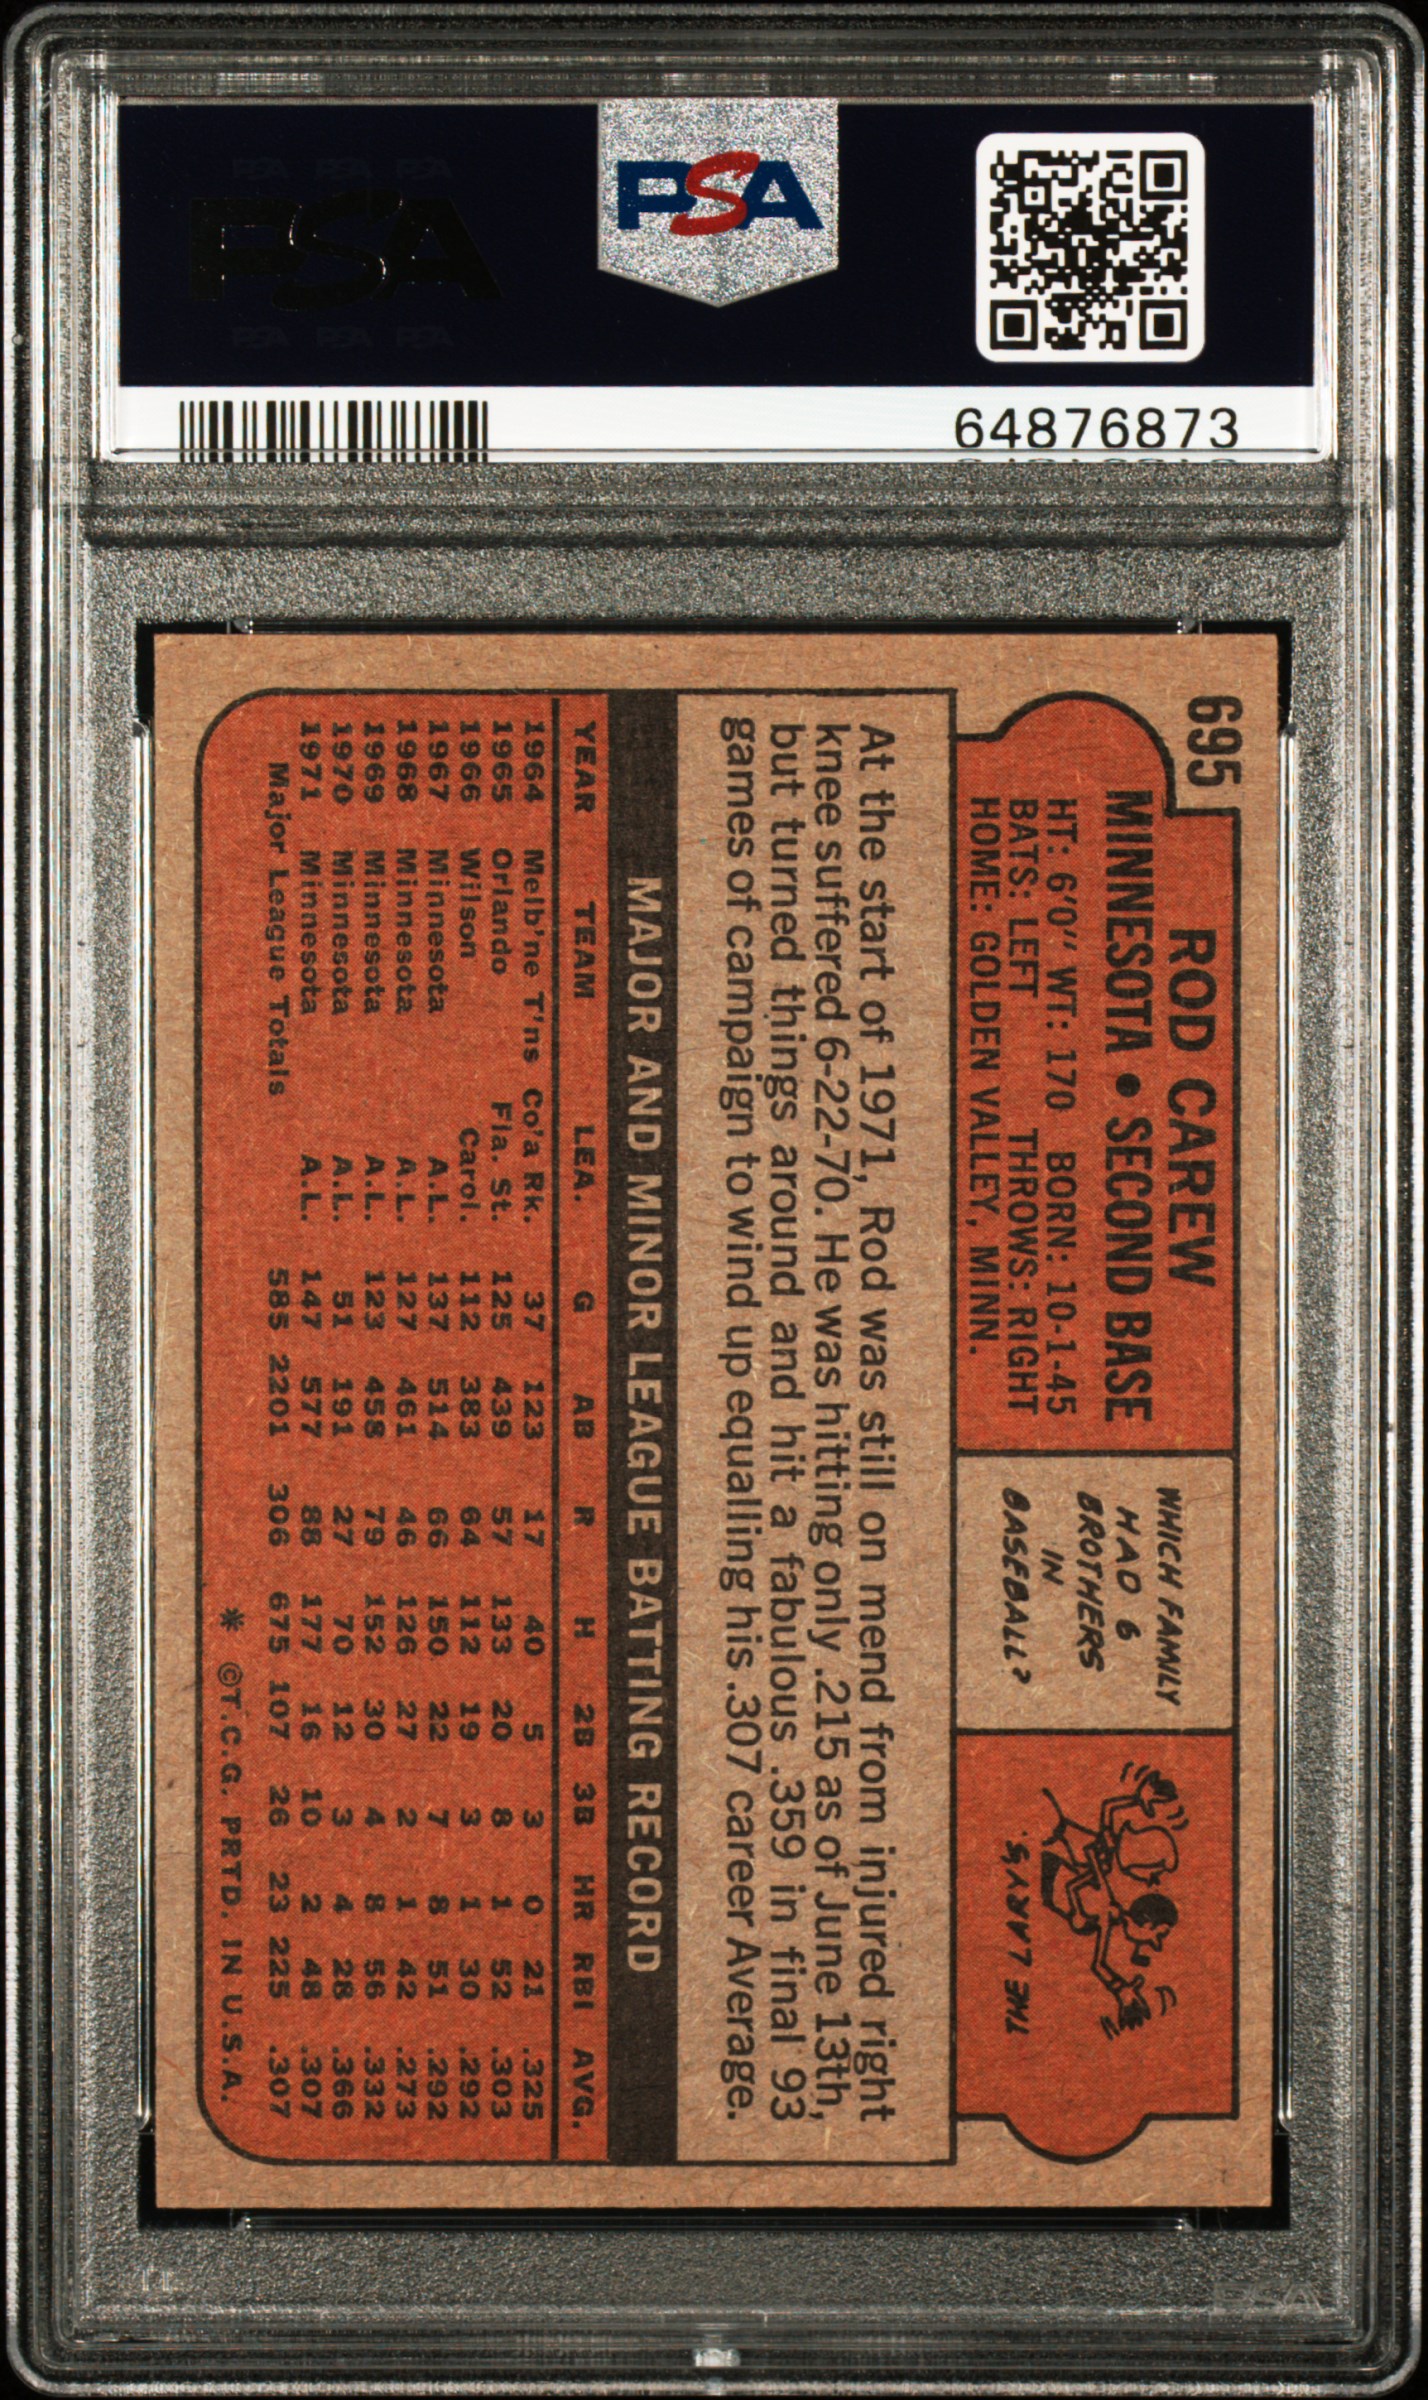 PSA
PSA PSA PSA
PSA
PSA PSA PSA
64876873
695
ROD CAREW
MINNESOTA • SECOND BASE
HT: 6'0" WT: 170 BORN: 10-1-45
BATS: LEFT THROWS: RIGHT
HOME: GOLDEN VALLEY, MINN.
WHICH FAMILY
HAD 6
BROTHERS
IN
BASEBALL?
THE LARY'S.
At the start of 1971, Rod was still on mend from injured right
knee suffered 6-22-70. He was hitting only .215 as of June 13th,
but turned things around and hit a fabulous .359 in final 93
games of campaign to wind up equalling his .307 career Average.
MAJOR AND MINOR LEAGUE BATTING RECORD
YEAR TEAM LEA. G AB R H 2B 3B HR RBI AVG.
1964 Melb'ne T'ns Co'a Rk. 37 123 17 40 5 3 0 21 .325
1965 Orlando Fla. St. 125 439 57 133 20 8 1 52 .303
1966 Wilson Carol. 112 383 64 112 19 3 1 30 .292
1967 Minnesota A.L. 137 514 66 150 22 7 8 51 .292
1968 Minnesota A.L. 127 461 46 126 27 2 1 42 .273
1969 Minnesota A.L. 123 458 79 152 30 4 8 56 .332
1970 Minnesota A.L. 51 191 27 70 12 3 4 28 .366
1971 Minnesota A.L. 147 577 88 177 16 10 2 48 .307
Major League Totals 585 2201 306 675 107 26 23 225 .307
* ©T.C.G. PRTD. IN U.S.A.
PSA